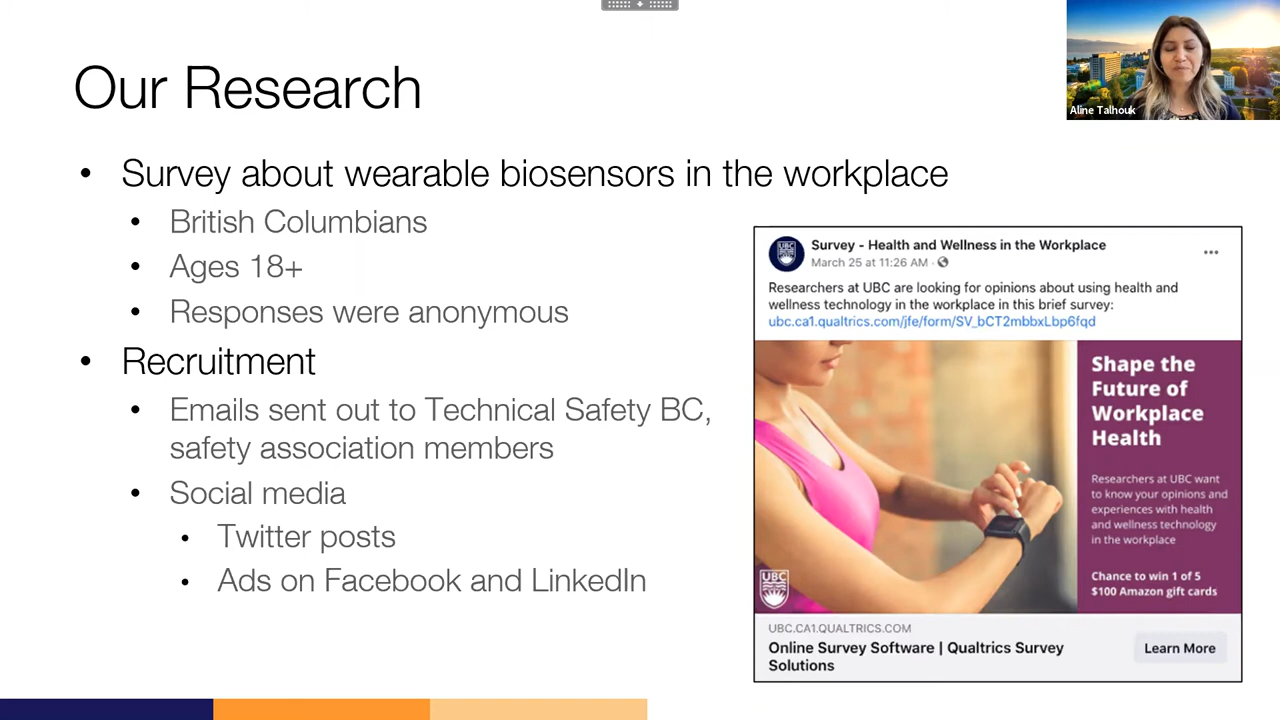 Our Research
Aline Talhouk
• Survey about wearable biosensors in the workplace
• British Columbians
• Ages 18+
• Responses were anonymous
• Recruitment
• Emails sent out to Technical Safety BC,
safety association members
• Social media
• Twitter posts
• Ads on Facebook and LinkedIn
UBC
Survey - Health and Wellness in the Workplace
March 25 at 11:26 AM ·
Researchers at UBC are looking for opinions about using health and
wellness technology in the workplace in this brief survey:
ubc.ca1.qualtrics.com/jfe/form/SV_bCT2mbbxLbp6fqd
Shape the
Future of
Workplace
Health
Researchers at UBC want
to know your opinions and
experiences with health
and wellness technology
in the workplace
Chance to win 1 of 5
$100 Amazon gift cards
UBC
UBC.CA1.QUALTRICS.COM
Online Survey Software | Qualtrics Survey
Solutions
Learn More